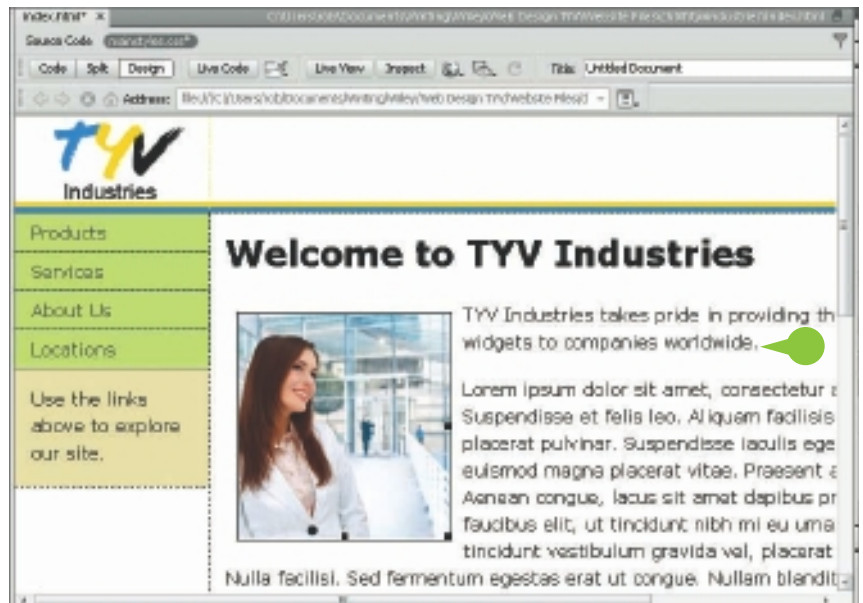 index.html* ×
Source Code mainstyles.css*
Code Split Design Live Code Live View Inspect Title: Untitled Document
Address:
TYV
Industries
Products
Services
About Us
Locations
Use the links
above to explore
our site.
Welcome to TYV Industries
TYV Industries takes pride in providing th
widgets to companies worldwide.
Lorem ipsum dolor sit amet, consectetur a
Suspendisse et felis leo. Aliquam facilisis
placerat pulvinar. Suspendisse iaculis ege
euismod magna placerat vitae. Praesent a
Aenean congue, lacus sit amet dapibus pr
faucibus elit, ut tincidunt nibh mi eu urna
tincidunt vestibulum gravida vel, placerat
Nulla facilisi. Sed fermentum egestas erat ut congue. Nullam blandit